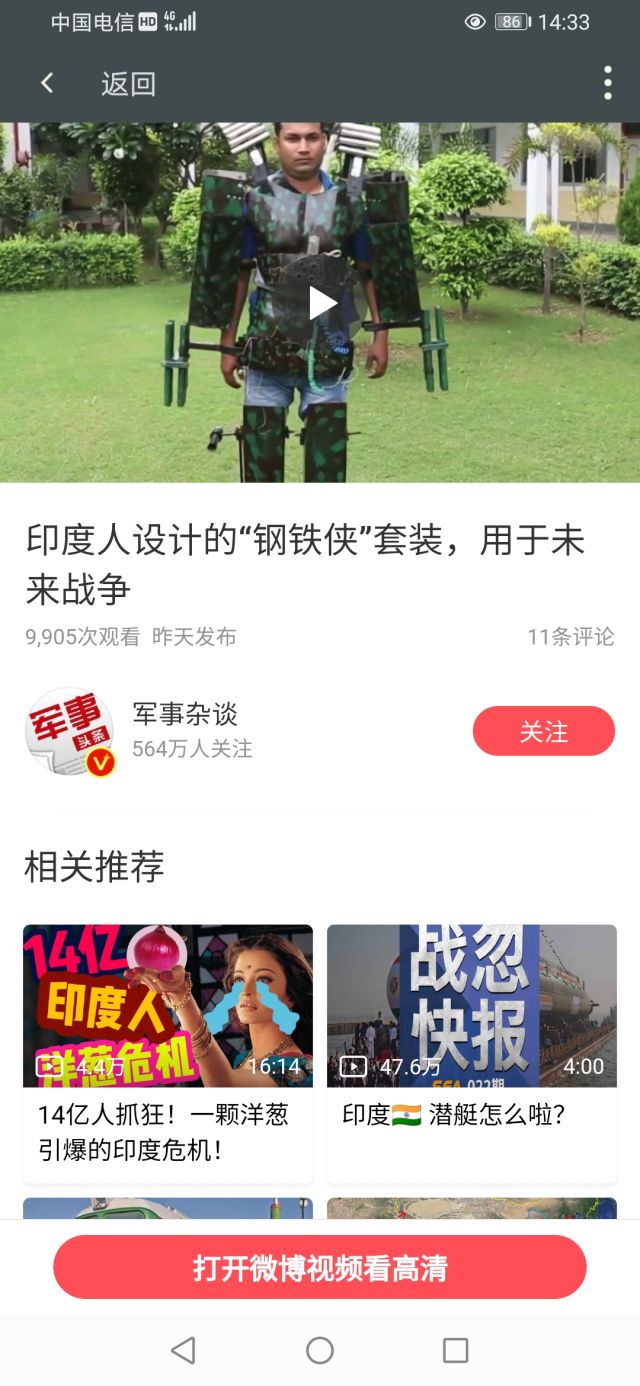 中国电信 HD 4G 86 14:33
返回
印度人设计的“钢铁侠”套装，用于未
来战争
9,905次观看 昨天发布 11条评论
军事
头条
军事杂谈
564万人关注
关注
相关推荐
14亿
印度人
洋葱危机
4.4万 16:14
14亿人抓狂！一颗洋葱
引爆的印度危机！
战忽
快报
022期
47.6万 4:00
印度🇮🇳 潜艇怎么啦？
打开微博视频看高清